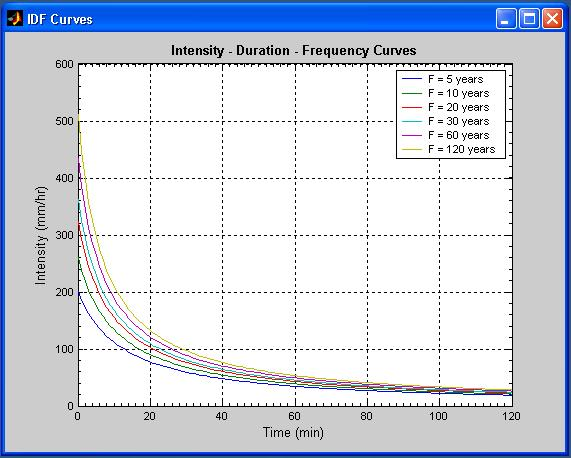 IDF Curves
Intensity - Duration - Frequency Curves
600
500
400
300
200
100
0
Intensity (mm/hr)
F = 5 years
F = 10 years
F = 20 years
F = 30 years
F = 60 years
F = 120 years
0 20 40 60 80 100 120
Time (min)